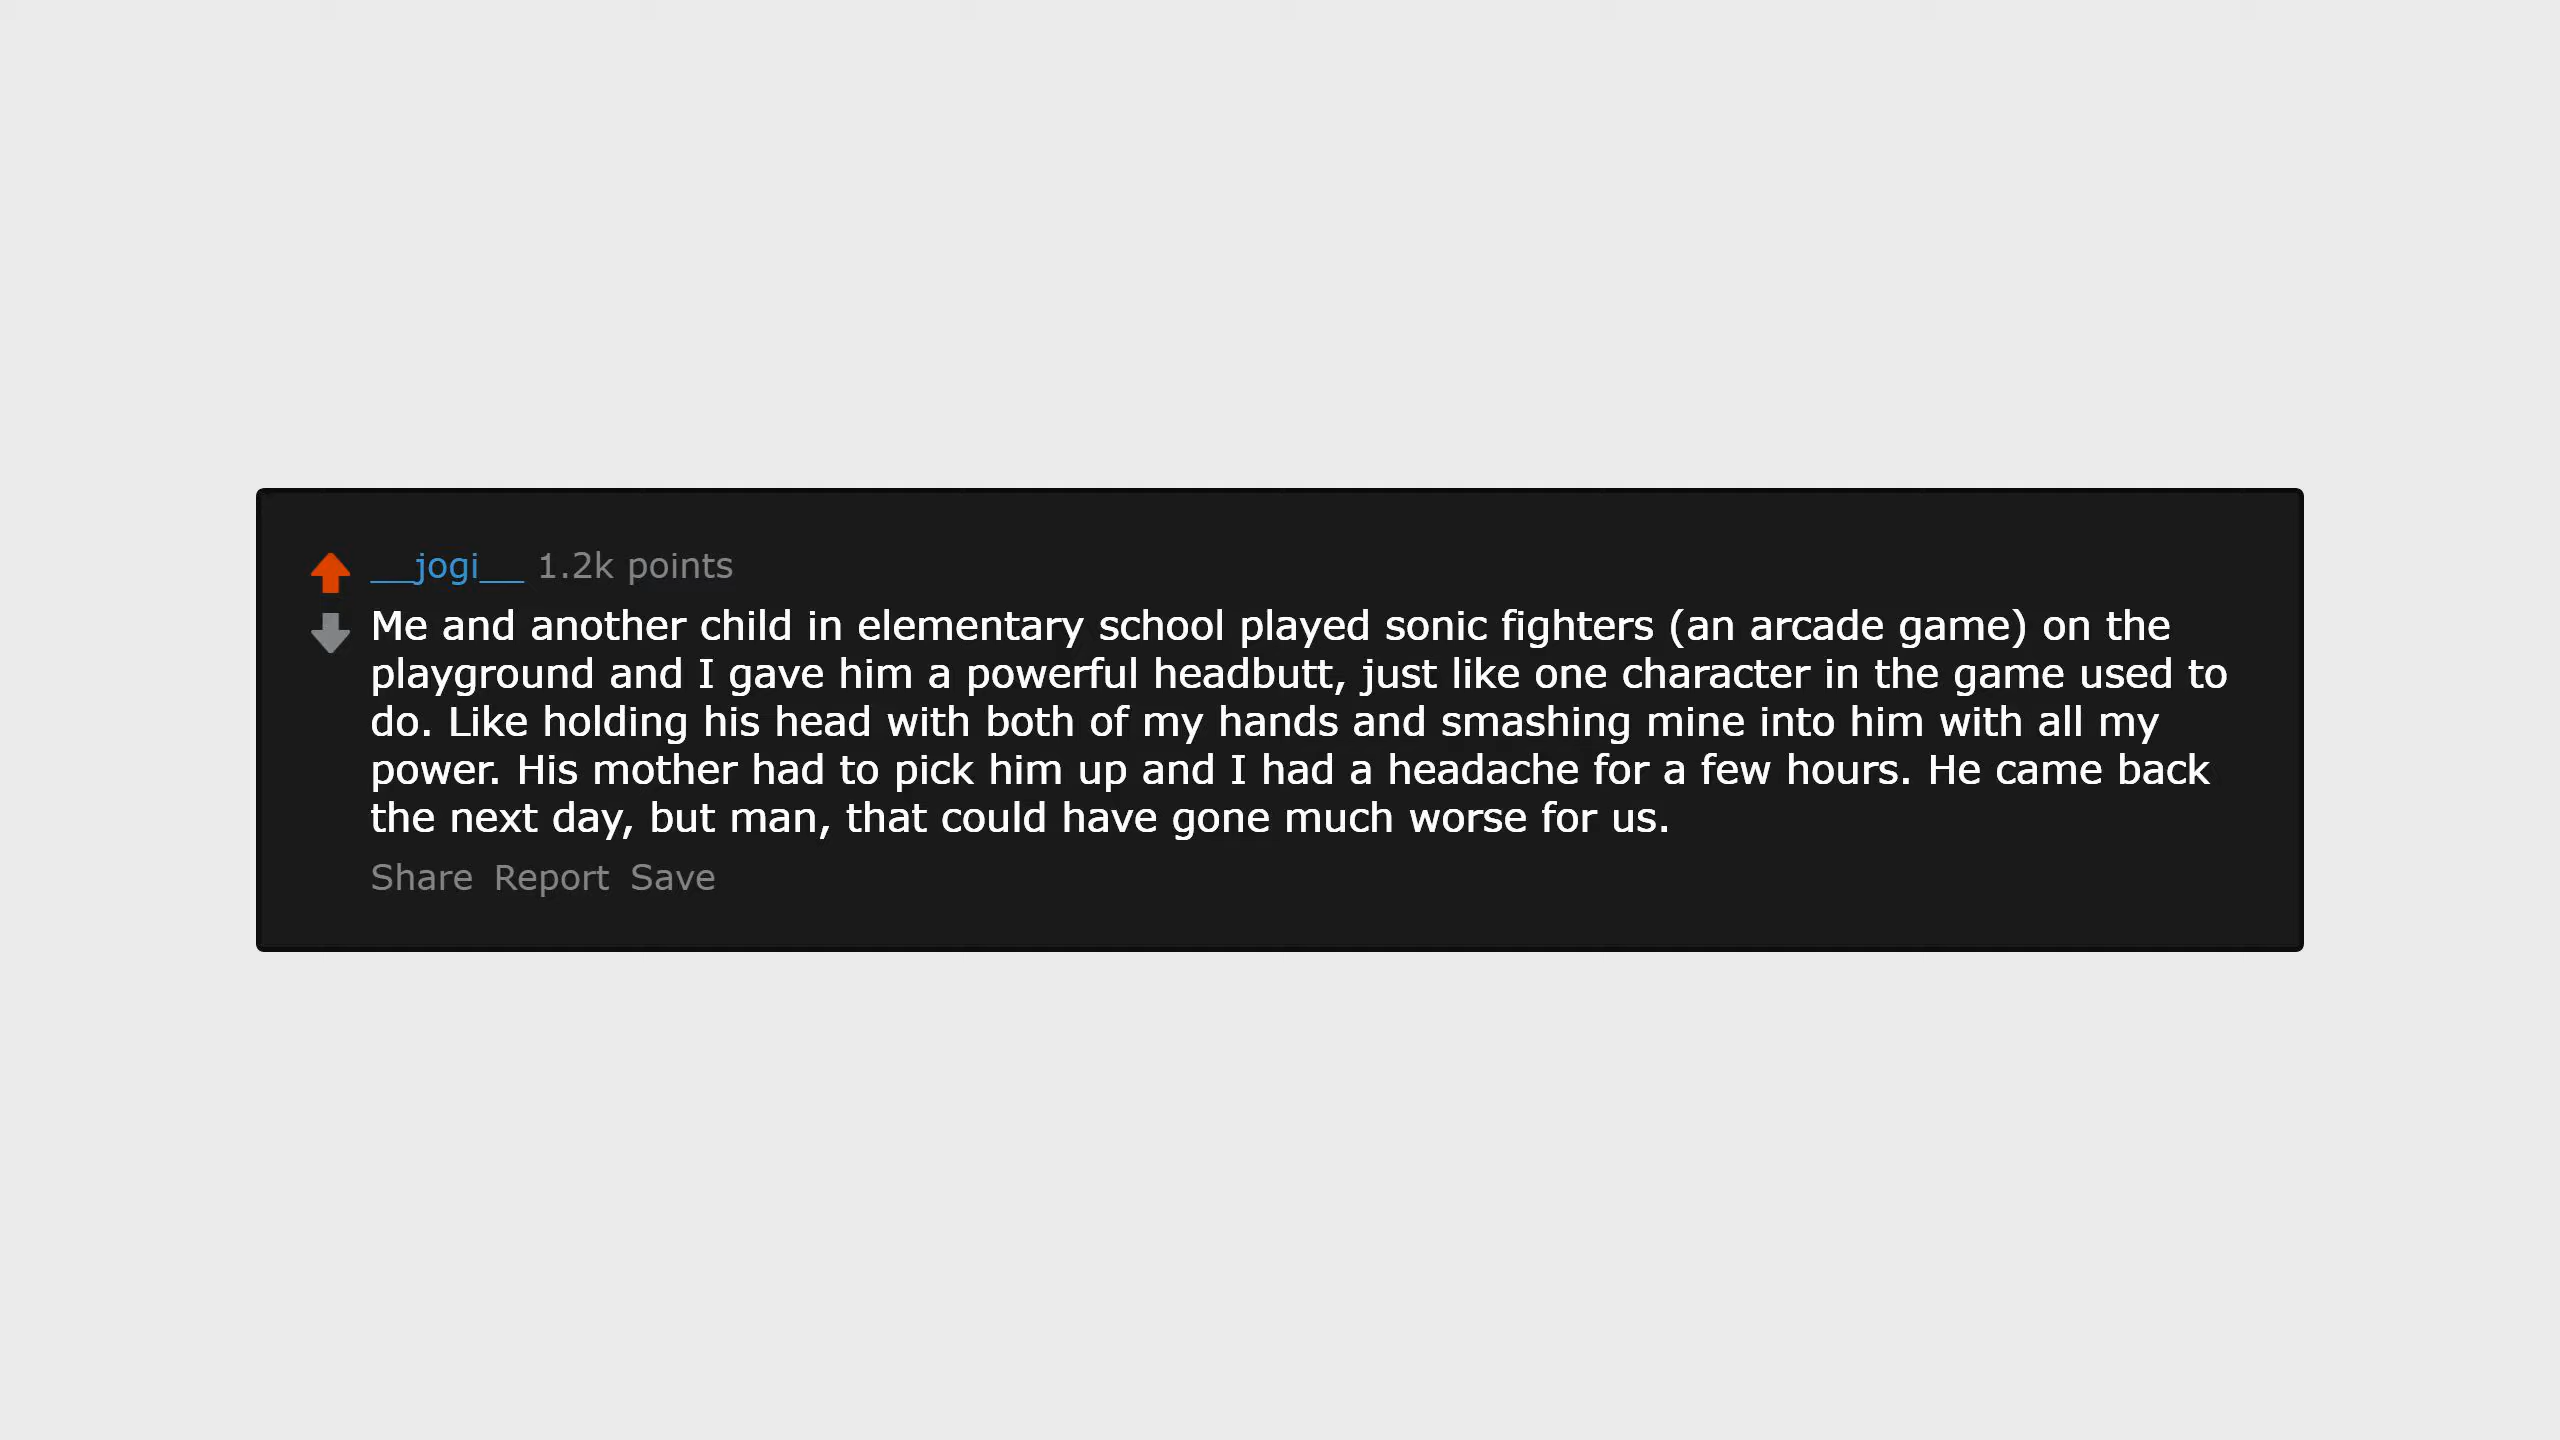 __jogi__ 1.2k points
Me and another child in elementary school played sonic fighters (an arcade game) on the
playground and I gave him a powerful headbutt, just like one character in the game used to
do. Like holding his head with both of my hands and smashing mine into him with all my
power. His mother had to pick him up and I had a headache for a few hours. He came back
the next day, but man, that could have gone much worse for us.
Share Report Save